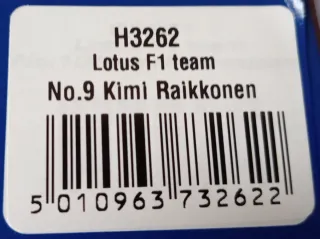 H3262
Lotus F1 team
No.9 Kimi Raikkonen
5 010963 732622